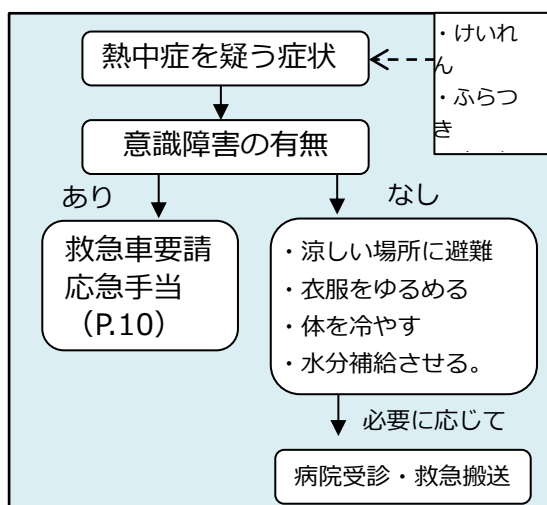 熱中症を疑う症状
・けいれ
ん
・ふらつ
き
意識障害の有無
あり
なし
救急車要請
応急手当
（P.10）
・涼しい場所に避難
・衣服をゆるめる
・体を冷やす
・水分補給させる。
必要に応じて
病院受診・救急搬送